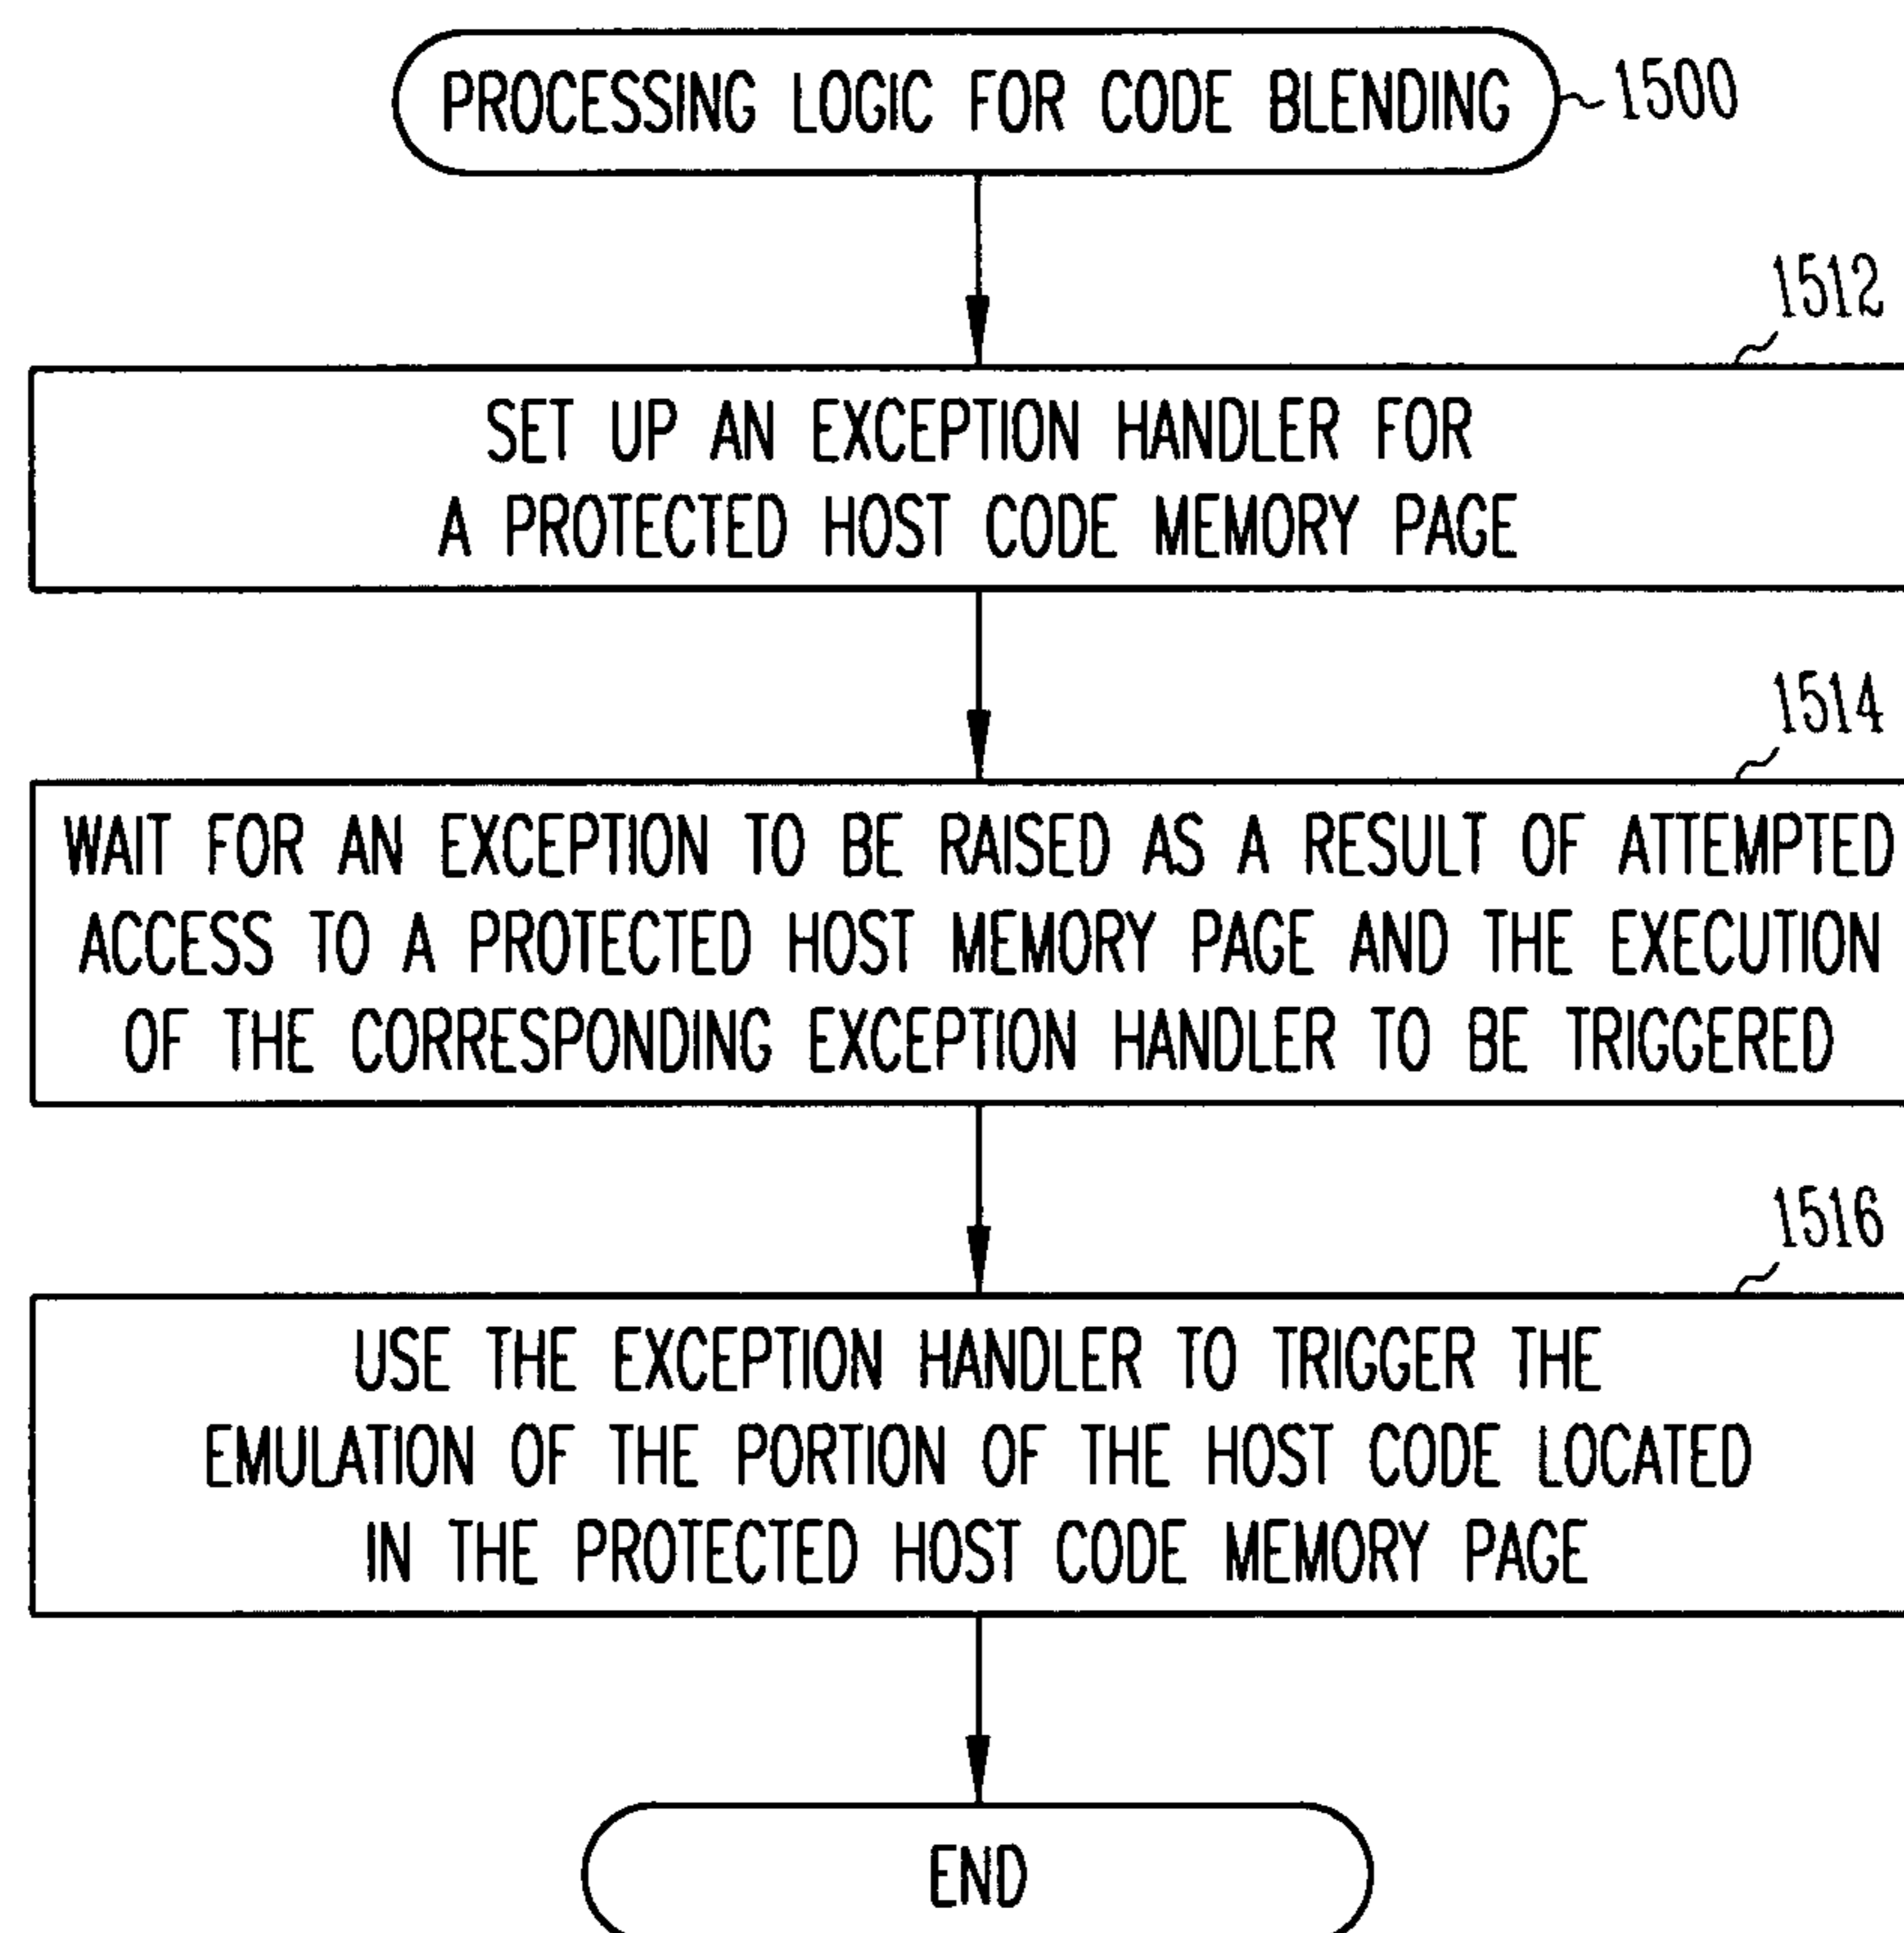 PROCESSING LOGIC FOR CODE BLENDING
1500
1512
SET UP AN EXCEPTION HANDLER FOR
A PROTECTED HOST CODE MEMORY PAGE
1514
WAIT FOR AN EXCEPTION TO BE RAISED AS A RESULT OF ATTEMPTED
ACCESS TO A PROTECTED HOST MEMORY PAGE AND THE EXECUTION
OF THE CORRESPONDING EXCEPTION HANDLER TO BE TRIGGERED
1516
USE THE EXCEPTION HANDLER TO TRIGGER THE
EMULATION OF THE PORTION OF THE HOST CODE LOCATED
IN THE PROTECTED HOST CODE MEMORY PAGE
END